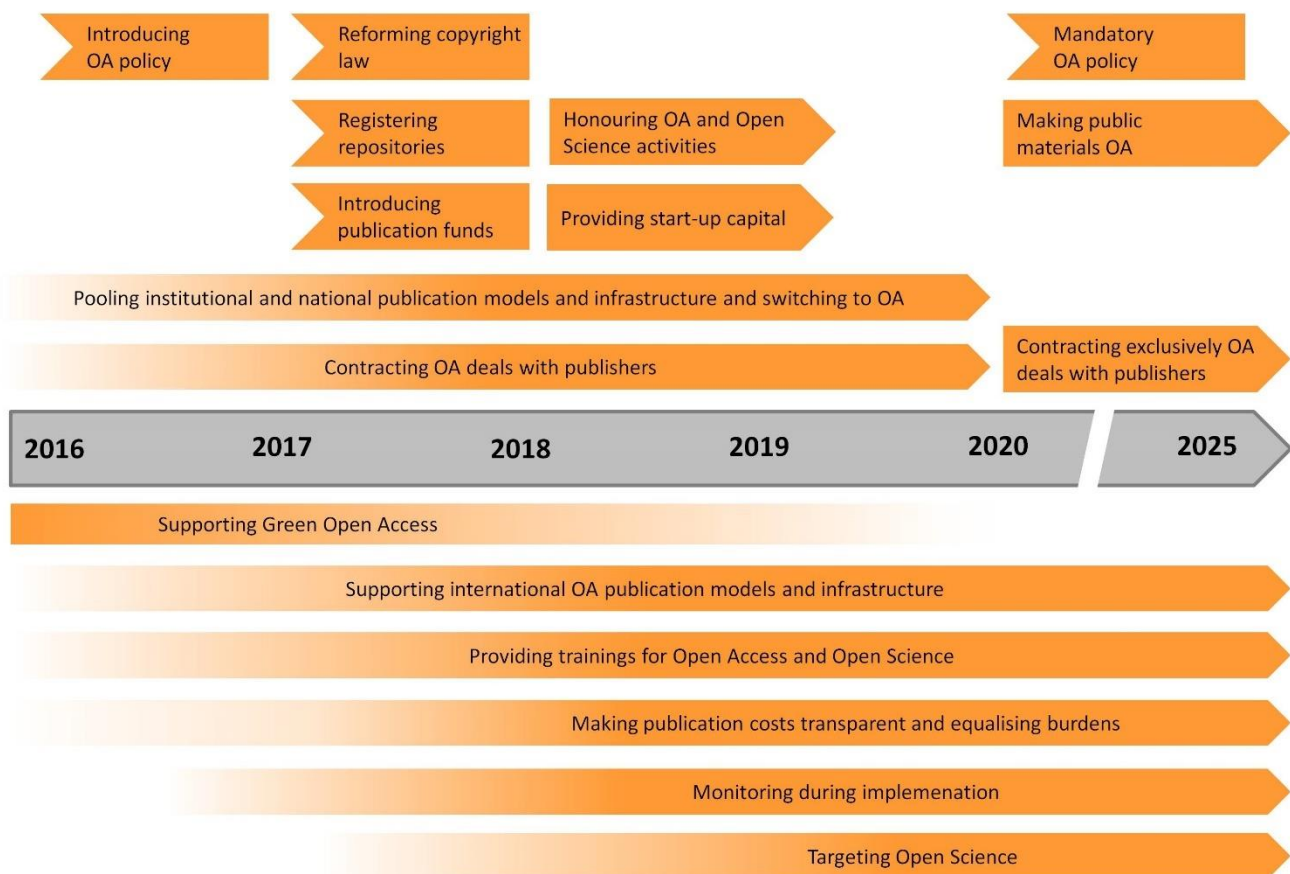 Introducing
OA policy
Reforming copyright
law
Mandatory
OA policy
Registering
repositories
Honouring OA and Open
Science activities
Making public
materials OA
Introducing
publication funds
Providing start-up capital
Pooling institutional and national publication models and infrastructure and switching to OA
Contracting OA deals with publishers
Contracting exclusively OA
deals with publishers
2016 2017 2018 2019 2020 2025
Supporting Green Open Access
Supporting international OA publication models and infrastructure
Providing trainings for Open Access and Open Science
Making publication costs transparent and equalising burdens
Monitoring during implemenation
Targeting Open Science